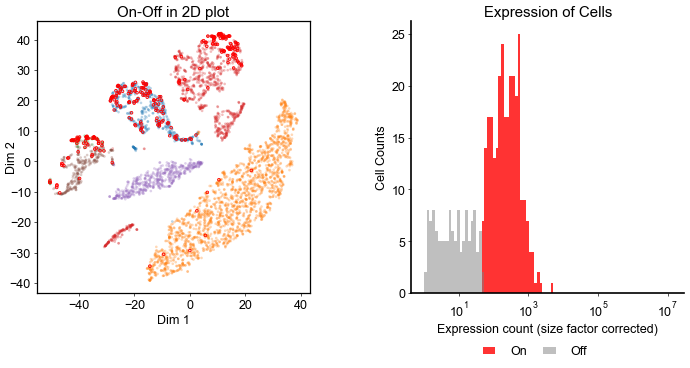 On-Off in 2D plot
Dim 2
40
30
20
10
0
−10
−20
−30
−40
−40 −20 0 20 40
Dim 1
Expression of Cells
Cell Counts
25
20
15
10
5
0
10^1 10^3 10^5 10^7
Expression count (size factor corrected)
On Off